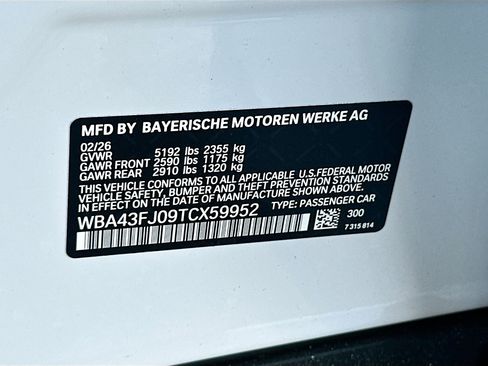 MFD BY BAYERISCHE MOTOREN WERKE AG
02/26
GVWR 5192 lbs 2355 kg
GAWR FRONT 2590 lbs 1175 kg
GAWR REAR 2910 lbs 1320 kg
THIS VEHICLE CONFORMS TO ALL APPLICABLE U.S.FEDERAL MOTOR
VEHICLE SAFETY, BUMPER AND THEFT PREVENTION STANDARDS
IN EFFECT ON THE DATE OF MANUFACTURE SHOWN ABOVE.
WBA43FJ09TCX59952 TYPE: PASSENGER CAR
300
7 315 814